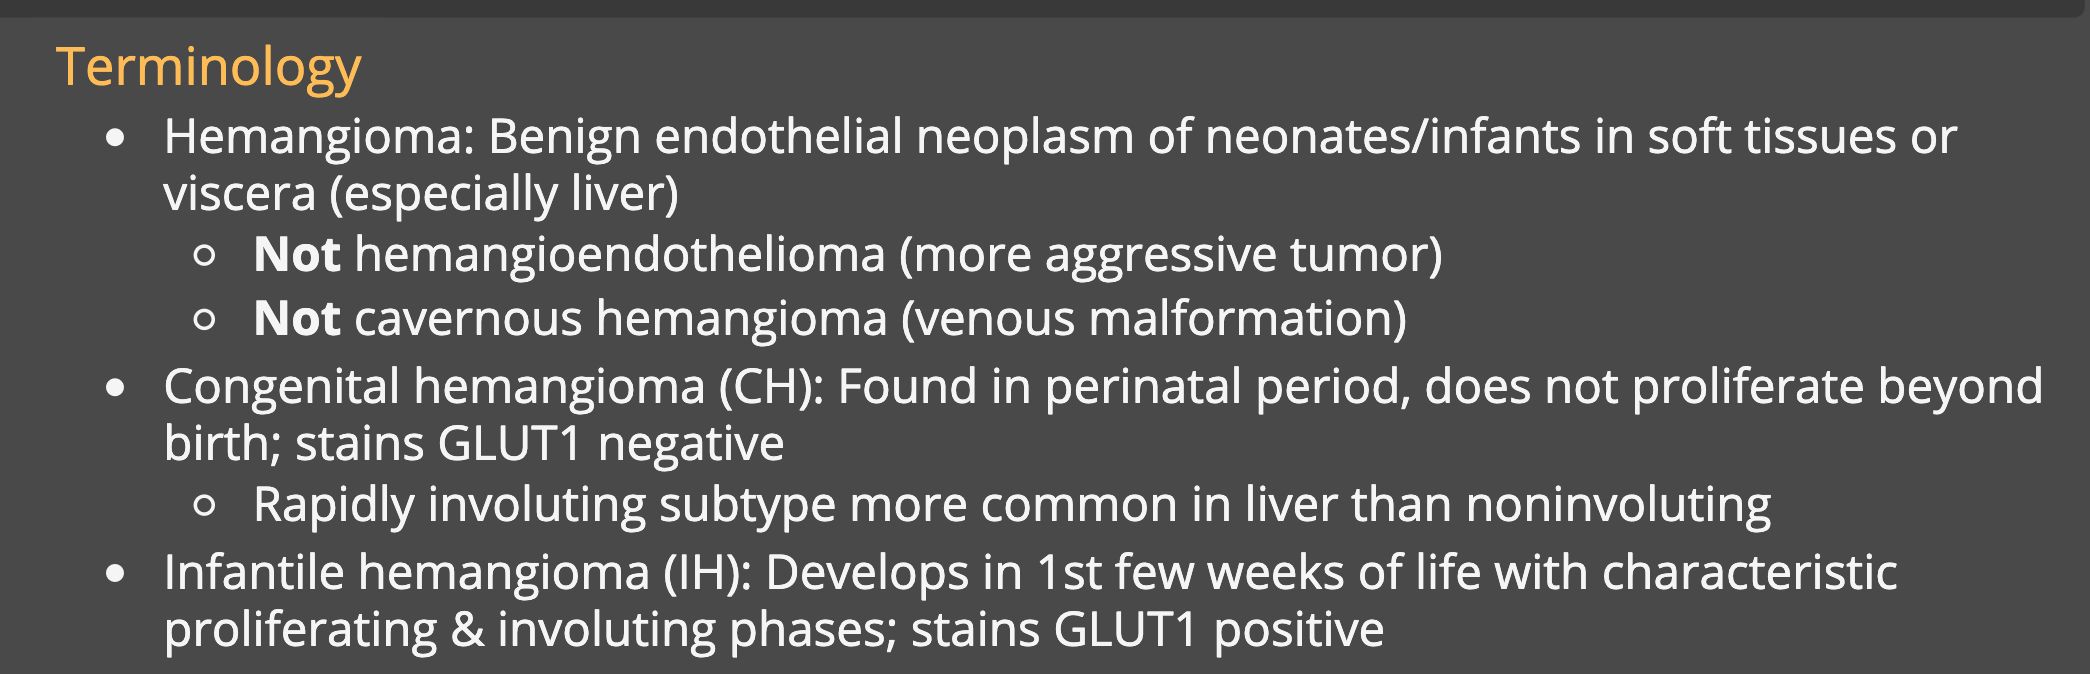 Terminology
• Hemangioma: Benign endothelial neoplasm of neonates/infants in soft tissues or
viscera (especially liver)
○ Not hemangioendothelioma (more aggressive tumor)
○ Not cavernous hemangioma (venous malformation)
• Congenital hemangioma (CH): Found in perinatal period, does not proliferate beyond
birth; stains GLUT1 negative
○ Rapidly involuting subtype more common in liver than noninvoluting
• Infantile hemangioma (IH): Develops in 1st few weeks of life with characteristic
proliferating & involuting phases; stains GLUT1 positive